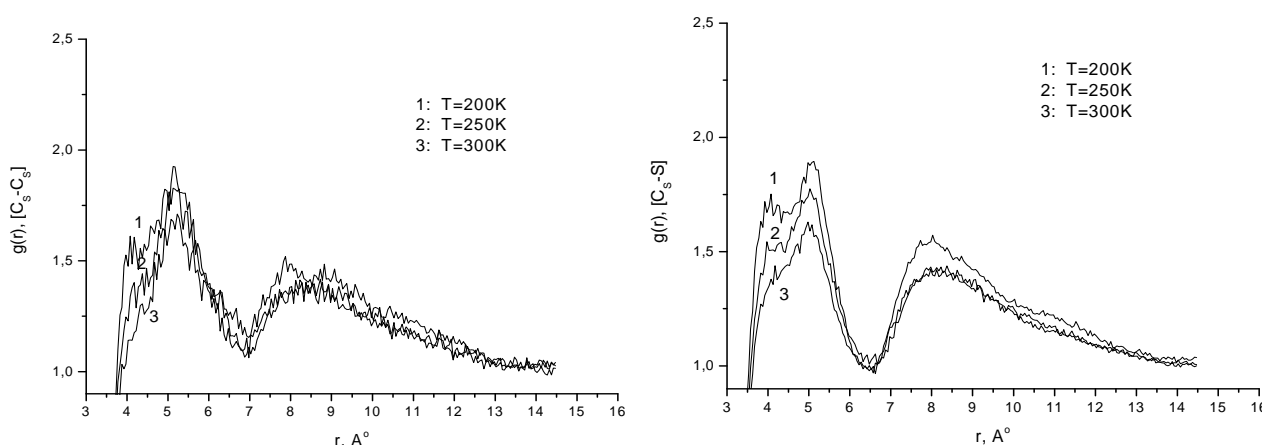 2,5
2,0
1,5
1,0
g(r), [Cs-Cs]
1: T=200K
2: T=250K
3: T=300K
1
2
3
3 4 5 6 7 8 9 10 11 12 13 14 15 16
r, A°
2,5
2,0
1,5
1,0
g(r), [Cs-S]
1: T=200K
2: T=250K
3: T=300K
1
2
3
3 4 5 6 7 8 9 10 11 12 13 14 15 16
r, A°